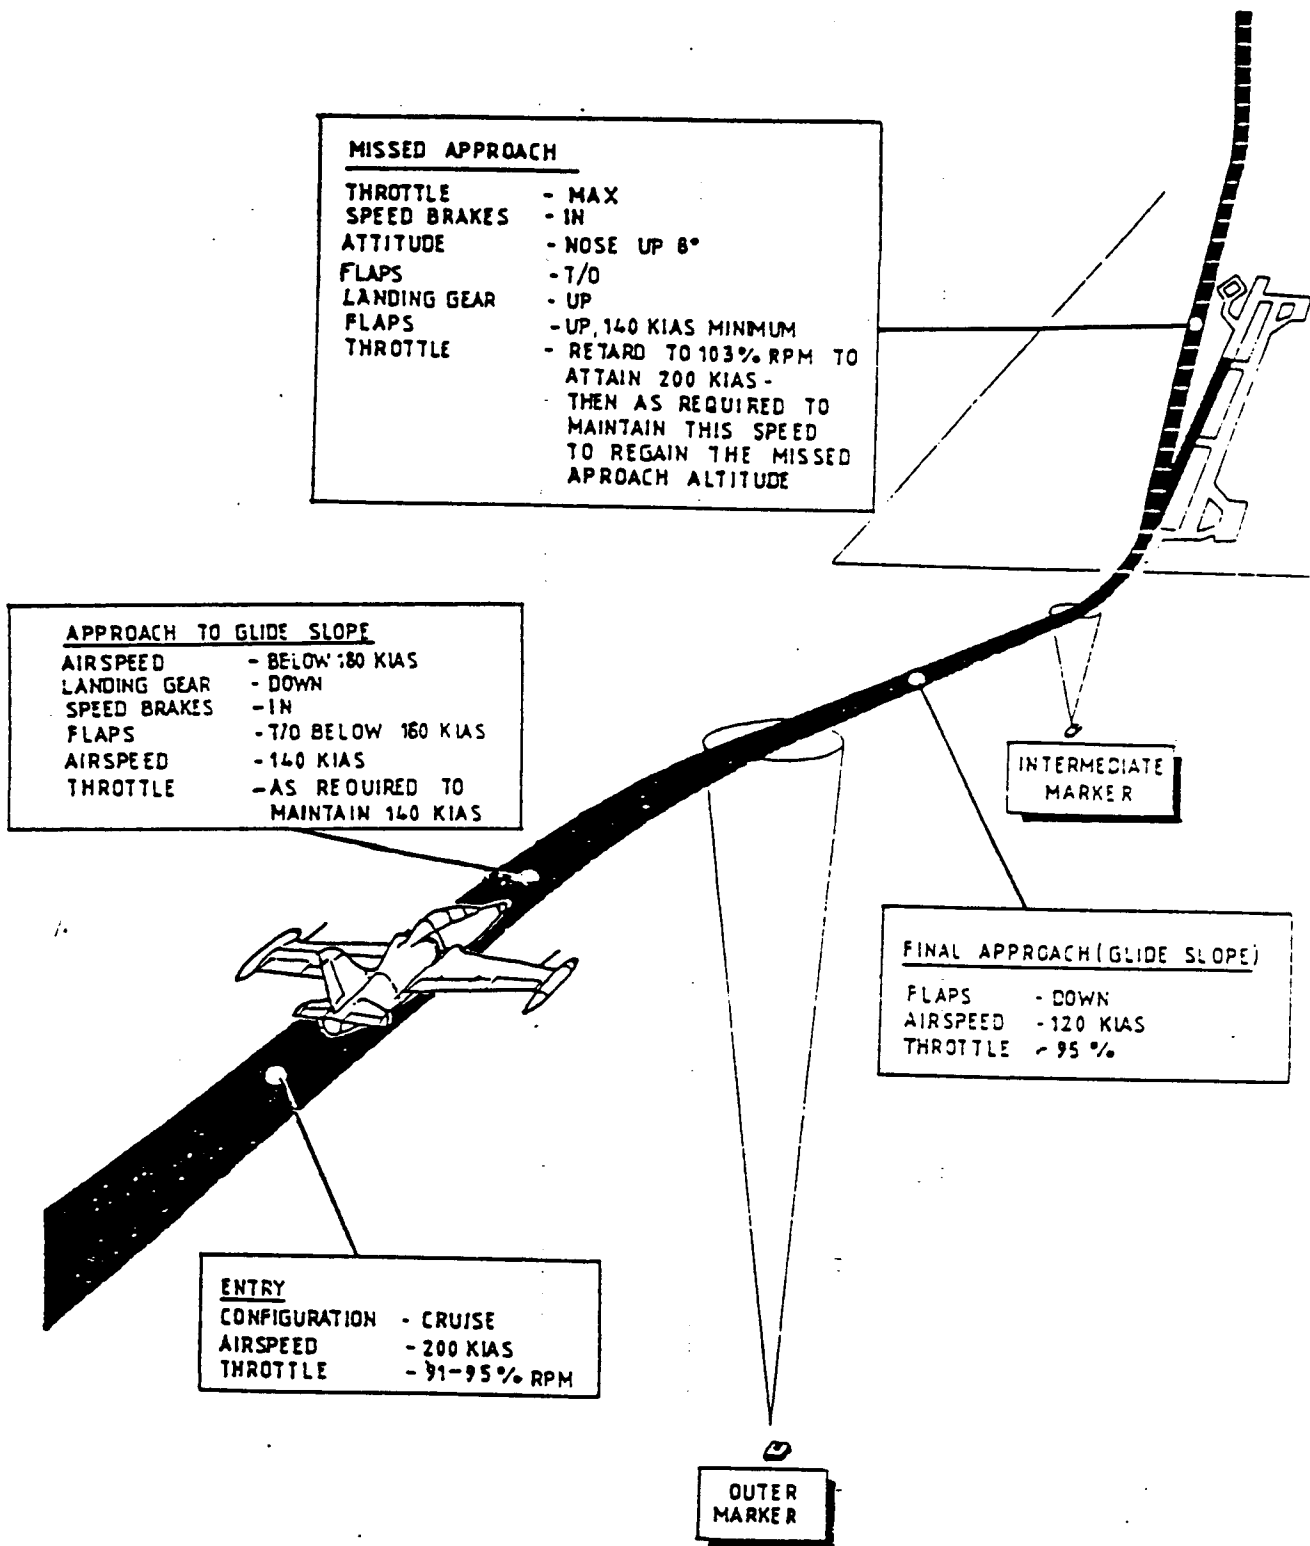 MISSED APPROACH
THROTTLE - MAX
SPEED BRAKES - IN
ATTITUDE - NOSE UP 8°
FLAPS - T/O
LANDING GEAR - UP
FLAPS - UP, 140 KIAS MINIMUM
THROTTLE - RETARD TO 103% RPM TO
ATTAIN 200 KIAS -
THEN AS REQUIRED TO
MAINTAIN THIS SPEED
TO REGAIN THE MISSED
APROACH ALTITUDE
APPROACH TO GLIDE SLOPE
AIRSPEED - BELOW 180 KIAS
LANDING GEAR - DOWN
SPEED BRAKES - IN
FLAPS - T/O BELOW 160 KIAS
AIRSPEED - 140 KIAS
THROTTLE - AS REQUIRED TO
MAINTAIN 140 KIAS
INTERMEDIATE
MARKER
FINAL APPROACH (GLIDE SLOPE)
FLAPS - DOWN
AIRSPEED - 120 KIAS
THROTTLE - 95 %
ENTRY
CONFIGURATION - CRUISE
AIRSPEED - 200 KIAS
THROTTLE - 91-95% RPM
OUTER
MARKER